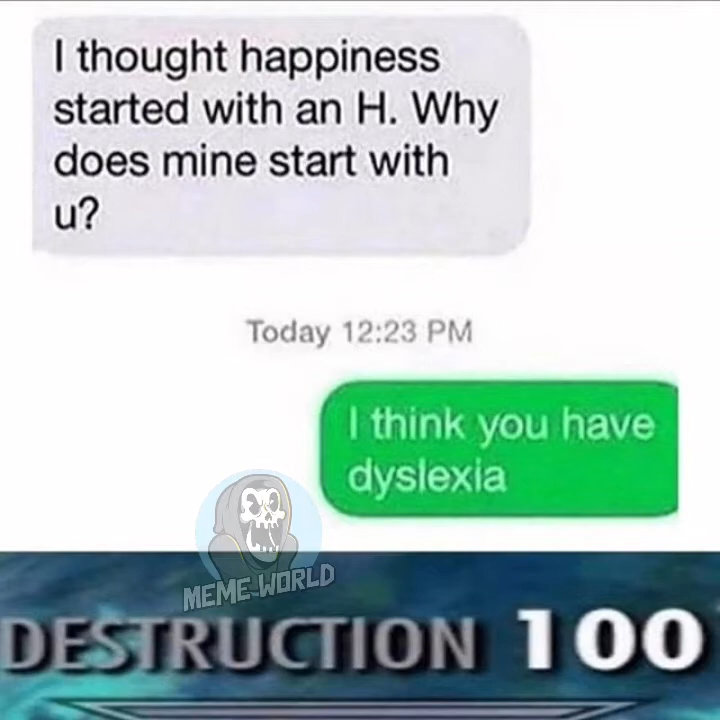 I thought happiness
started with an H. Why
does mine start with
u?
Today 12:23 PM
I think you have
dyslexia
MEME WORLD
DESTRUCTION 100